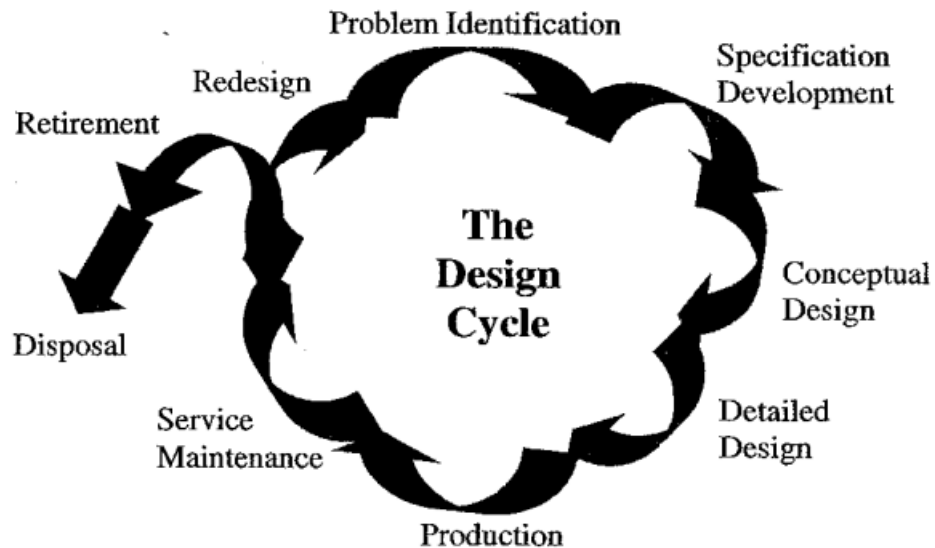 Problem Identification
Specification
Development
Redesign
Retirement
The
Design
Cycle
Conceptual
Design
Disposal
Detailed
Design
Service
Maintenance
Production